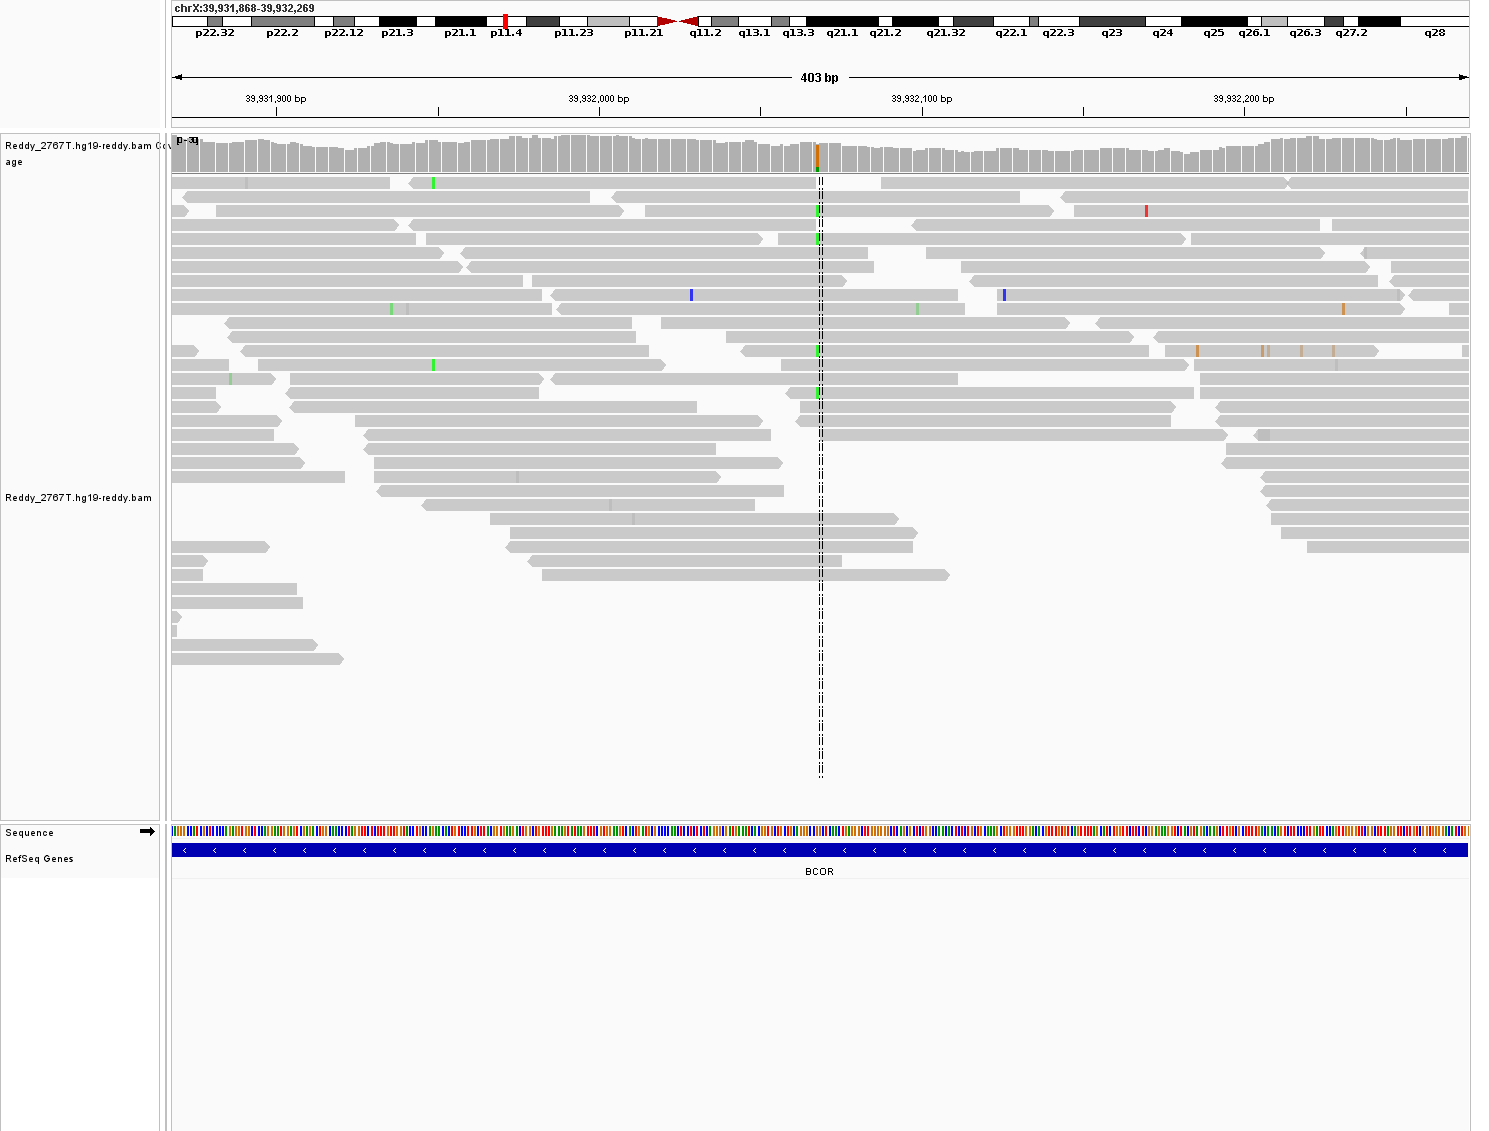 chrX:39,931,868-39,932,269
p22.32 p22.2 p22.12 p21.3 p21.1 p11.4 p11.23 p11.21 q11.2 q13.1 q13.3 q21.1 q21.2 q21.32 q22.1 q22.3 q23 q24 q25 q26.1 q26.3 q27.2 q28
403 bp
39,931,900 bp 39,932,000 bp 39,932,100 bp 39,932,200 bp
Reddy_2767T.hg19-reddy.bam Cov
age
Reddy_2767T.hg19-reddy.bam
Sequence
RefSeq Genes
BCOR